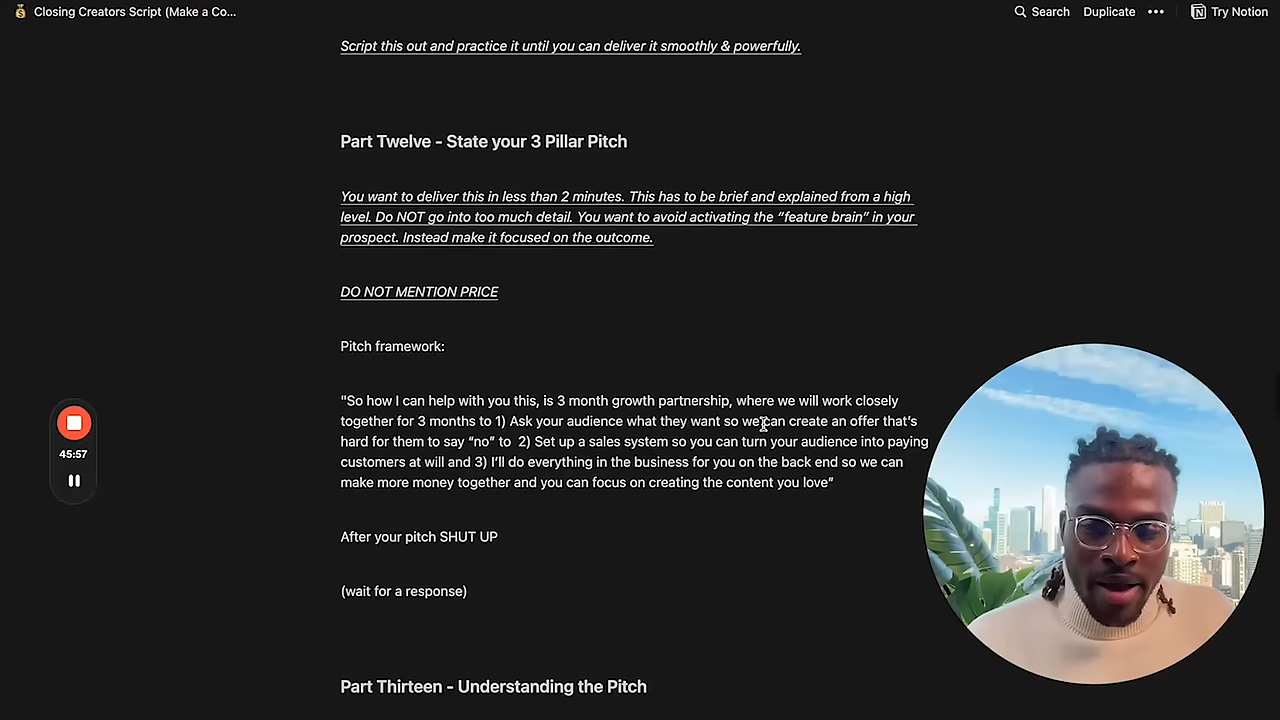 Closing Creators Script (Make a Co...
Search
Duplicate
Try Notion
Script this out and practice it until you can deliver it smoothly & powerfully.
Part Twelve - State your 3 Pillar Pitch
You want to deliver this in less than 2 minutes. This has to be brief and explained from a high
level. Do NOT go into too much detail. You want to avoid activating the “feature brain” in your
prospect. Instead make it focused on the outcome.
DO NOT MENTION PRICE
Pitch framework:
"So how I can help with you this, is 3 month growth partnership, where we will work closely
together for 3 months to 1) Ask your audience what they want so we can create an offer that’s
hard for them to say “no” to  2) Set up a sales system so you can turn your audience into paying
customers at will and 3) I’ll do everything in the business for you on the back end so we can
make more money together and you can focus on creating the content you love”
After your pitch SHUT UP
(wait for a response)
Part Thirteen - Understanding the Pitch
45:57